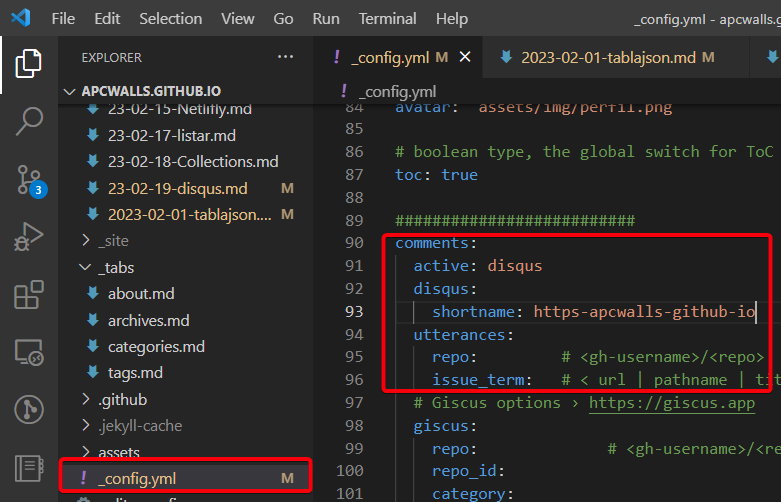 File Edit Selection View Go Run Terminal Help _config.yml - apcwalls.g
EXPLORER ...
APCWALLS.GITHUB.IO
23-02-15-Netlifly.md
23-02-17-listar.md
23-02-18-Collections.md
23-02-19-disqus.md M
2023-02-01-tablajson.... M
_site
_tabs
about.md
archives.md
categories.md
tags.md
.github
.jekyll-cache
assets
! _config.yml M
3
! _config.yml M × 2023-02-01-tablajson.md M
! _config.yml
84 avatar: assets/img/perfil.png
85
86 # boolean type, the global switch for ToC
87 toc: true
88
89 ##########################
90 comments:
91 active: disqus
92 disqus:
93 shortname: https-apcwalls-github-io
94 utterances:
95 repo: # <gh-username>/<repo>
96 issue_term: # < url | pathname | tit
97 # Giscus options › https://giscus.app
98 giscus:
99 repo: # <gh-username>/<re
100 repo_id:
101 category: